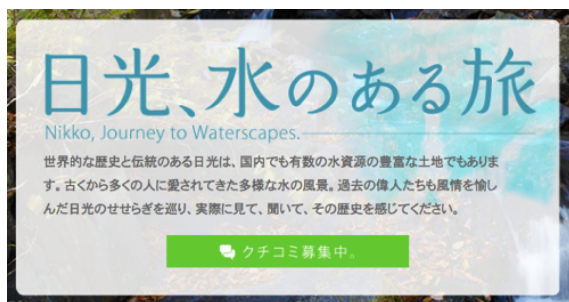 日光、水のある旅
Nikko, Journey to Waterscapes.
世界的な歴史と伝統のある日光は、国内でも有数の水資源の豊富な土地でもありま
す。古くから多くの人に愛されてきた多様な水の風景。過去の偉人たちも風情を愉し
んだ日光のせせらぎを巡り、実際に見て、聞いて、その歴史を感じてください。
クチコミ募集中。